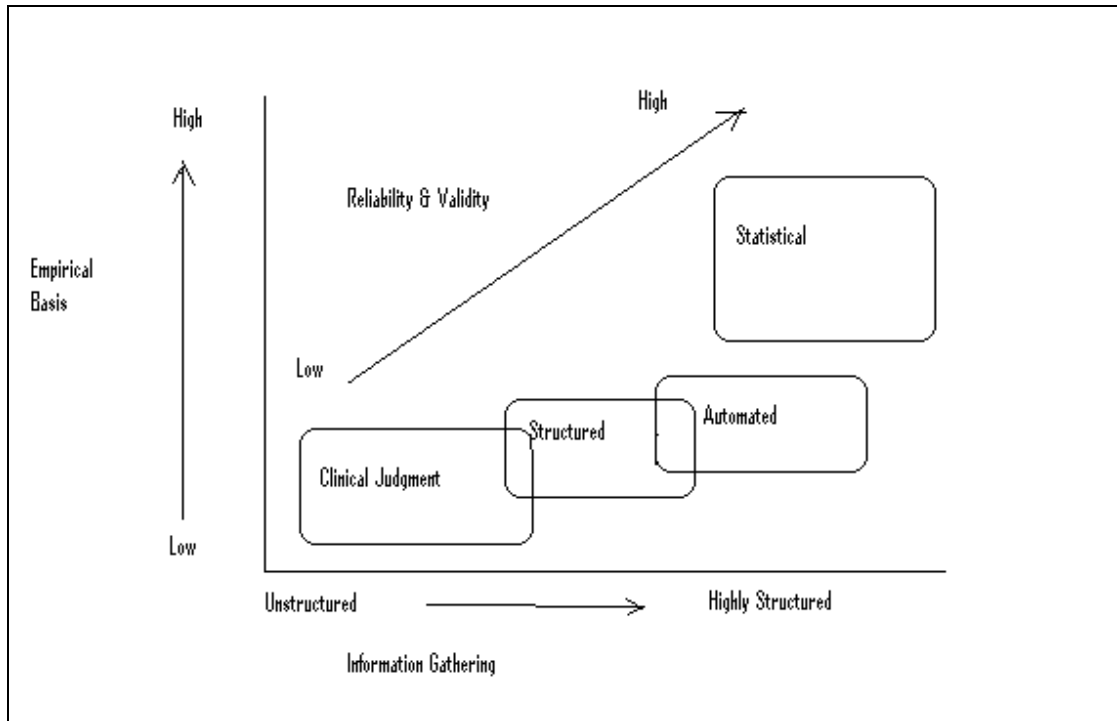 High
High
Reliability & Validity
Statistical
Empirical
Basis
Low
Structured
Automated
Clinical Judgment
Low
Unstructured
Highly Structured
Information Gathering